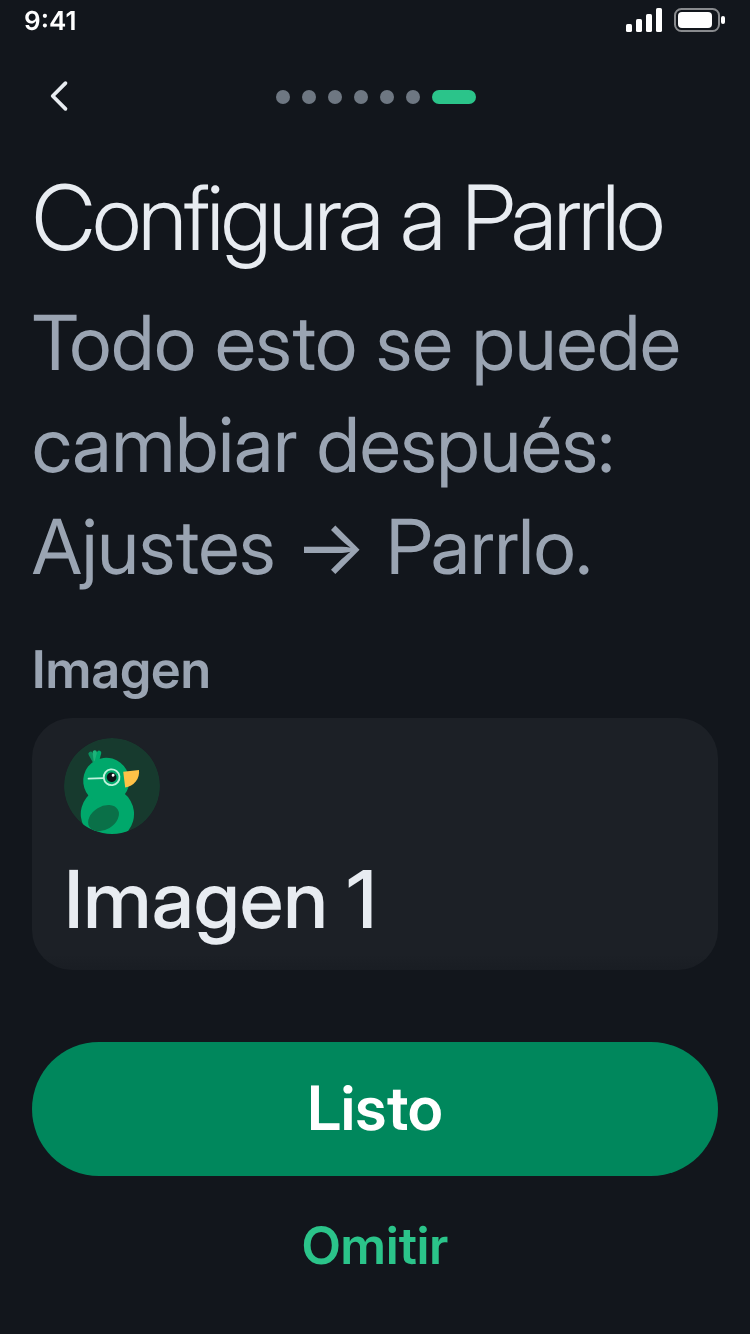 9:41
Configura a Parrlo
Todo esto se puede
cambiar después:
Ajustes → Parrlo.
Imagen
Imagen 1
Listo
Omitir